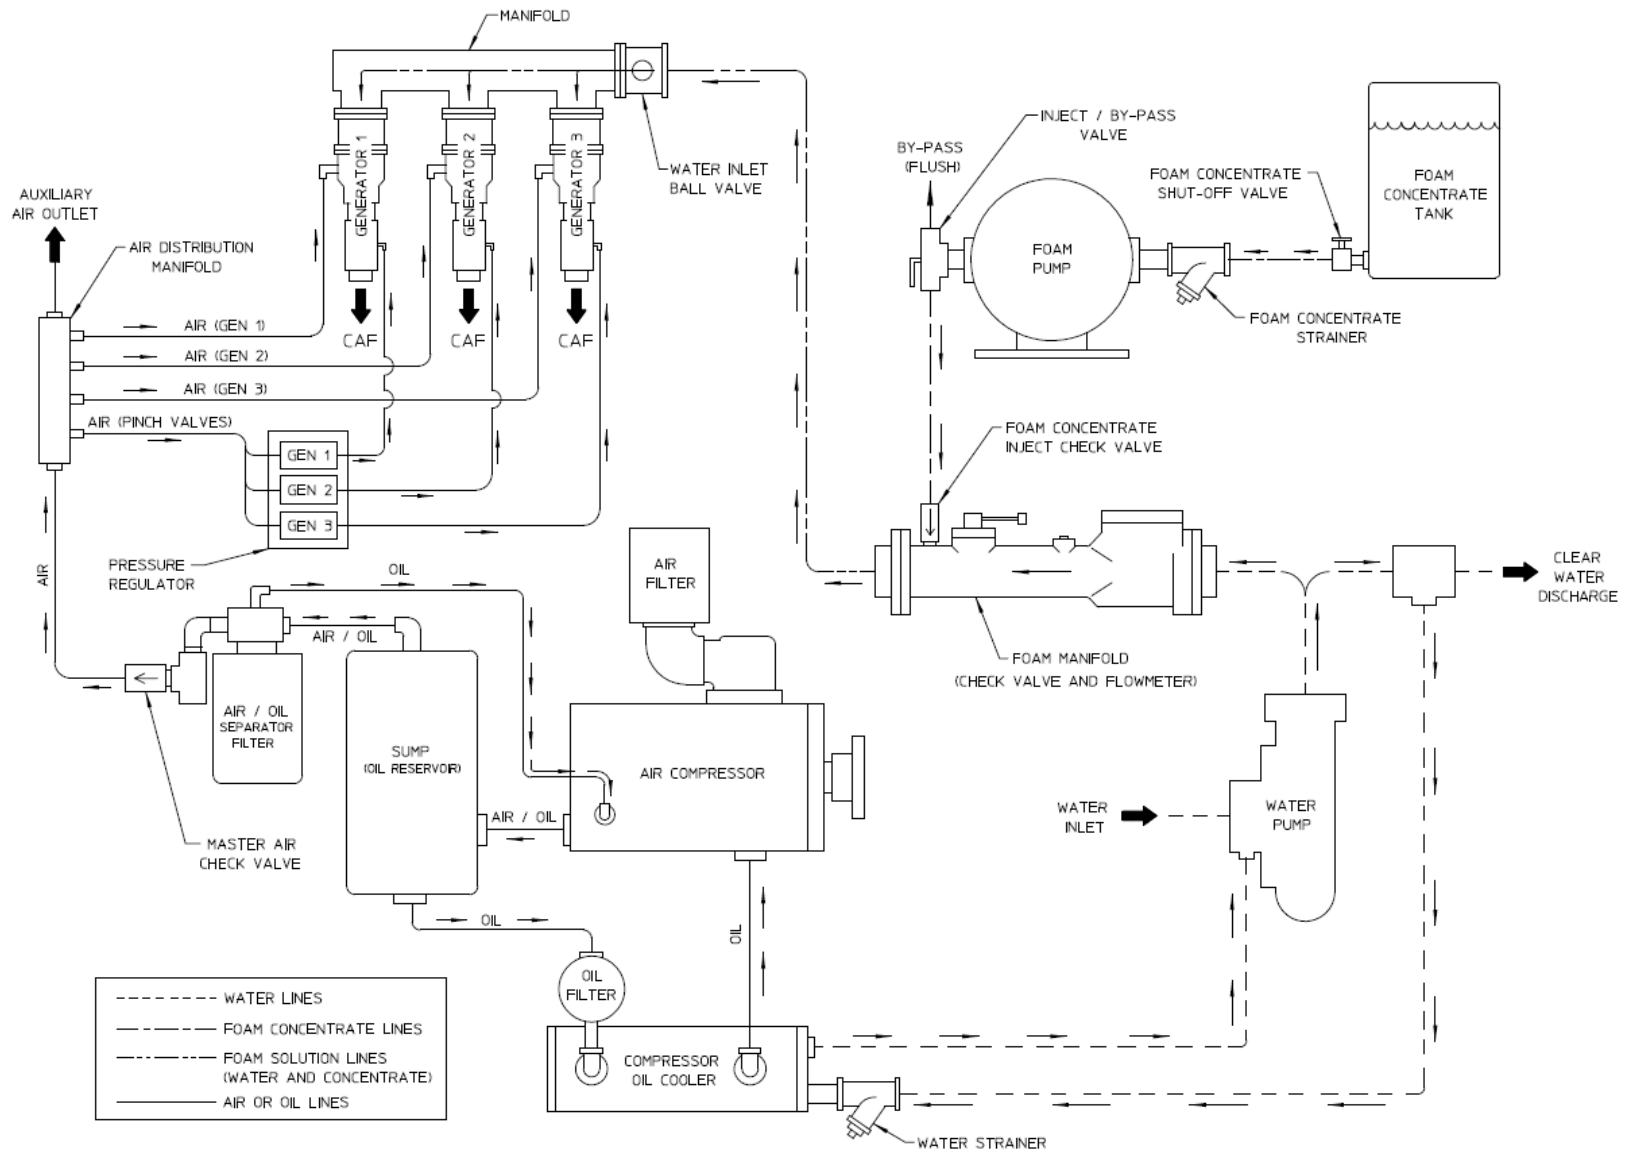 MANIFOLD
GENERATOR 1
GENERATOR 2
GENERATOR 3
WATER INLET
BALL VALVE
INJECT / BY-PASS
VALVE
BY-PASS
(FLUSH)
FOAM CONCENTRATE
SHUT-OFF VALVE
FOAM
CONCENTRATE
TANK
FOAM
PUMP
FOAM CONCENTRATE
STRAINER
AUXILIARY
AIR OUTLET
AIR DISTRIBUTION
MANIFOLD
AIR (GEN 1)
AIR (GEN 2)
AIR (GEN 3)
AIR (PINCH VALVES)
CAF
CAF
CAF
GEN 1
GEN 2
GEN 3
PRESSURE
REGULATOR
AIR
OIL
AIR / OIL
AIR / OIL
SEPARATOR
FILTER
MASTER AIR
CHECK VALVE
SUMP
(OIL RESERVOIR)
AIR
FILTER
AIR COMPRESSOR
AIR / OIL
OIL
OIL
OIL
FILTER
COMPRESSOR
OIL COOLER
WATER STRAINER
FOAM CONCENTRATE
INJECT CHECK VALVE
FOAM MANIFOLD
(CHECK VALVE AND FLOWMETER)
CLEAR
WATER
DISCHARGE
WATER
INLET
WATER
PUMP
WATER LINES
FOAM CONCENTRATE LINES
FOAM SOLUTION LINES
(WATER AND CONCENTRATE)
AIR OR OIL LINES